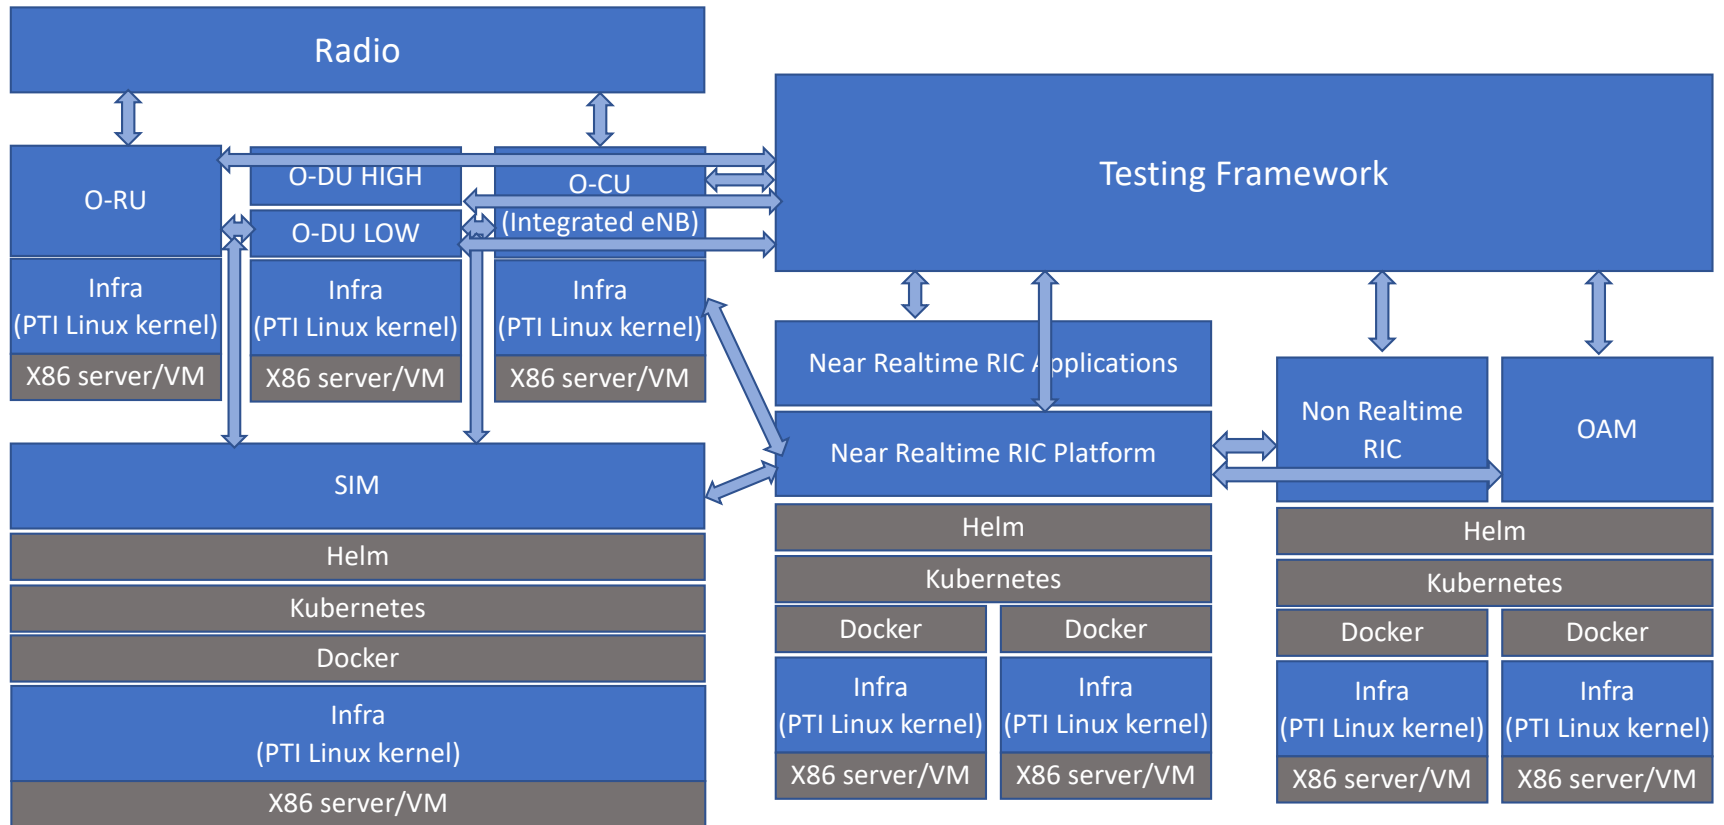 Radio
Testing Framework
O-RU
O-DU HIGH
O-DU LOW
O-CU
(Integrated eNB)
Infra
(PTI Linux kernel)
X86 server/VM
Infra
(PTI Linux kernel)
X86 server/VM
Infra
(PTI Linux kernel)
X86 server/VM
SIM
Helm
Kubernetes
Docker
Infra
(PTI Linux kernel)
X86 server/VM
Near Realtime RIC Applications
Near Realtime RIC Platform
Helm
Kubernetes
Docker
Docker
Infra
(PTI Linux kernel)
X86 server/VM
Infra
(PTI Linux kernel)
X86 server/VM
Non Realtime
RIC
OAM
Helm
Kubernetes
Docker
Docker
Infra
(PTI Linux kernel)
X86 server/VM
Infra
(PTI Linux kernel)
X86 server/VM